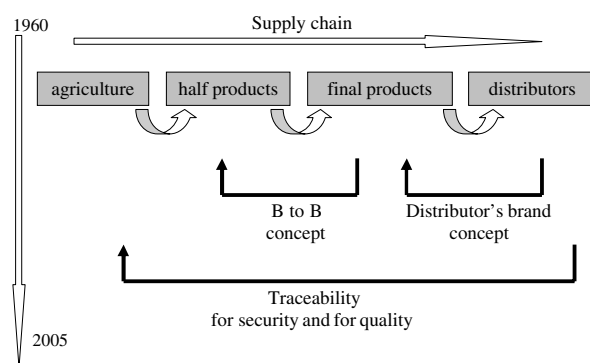 1960
Supply chain
agriculture
half products
final products
distributors
B to B
concept
Distributor's brand
concept
Traceability
for security and for quality
2005